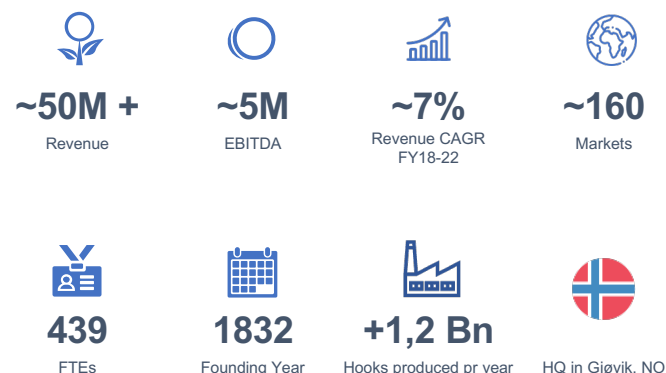 ~50M +
~5M
~7%
~160
Revenue
EBITDA
Revenue CAGR
FY18-22
Markets
439
1832
+1,2 Bn
FTEs
Founding Year
Hooks produced pr year
HQ in Gjøvik, NO